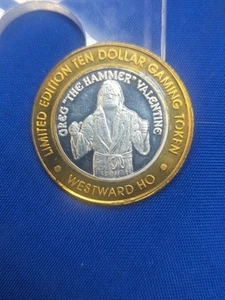 LIMITED EDITION TEN DOLLAR GAMING TOKEN
GREG "THE HAMMER" VALENTINE
WESTWARD HO